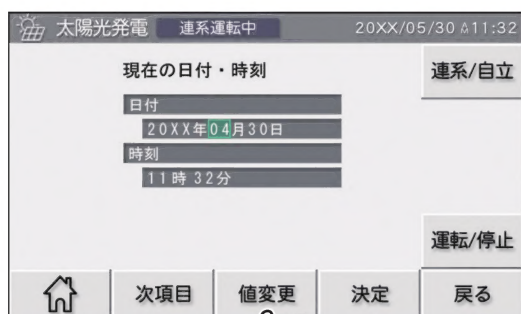 太陽光発電 連系運転中 20XX/05/30 11:32
現在の日付・時刻
連系/自立
日付
20XX年04月30日
時刻
11時32分
運転/停止
次項目 値変更 決定 戻る